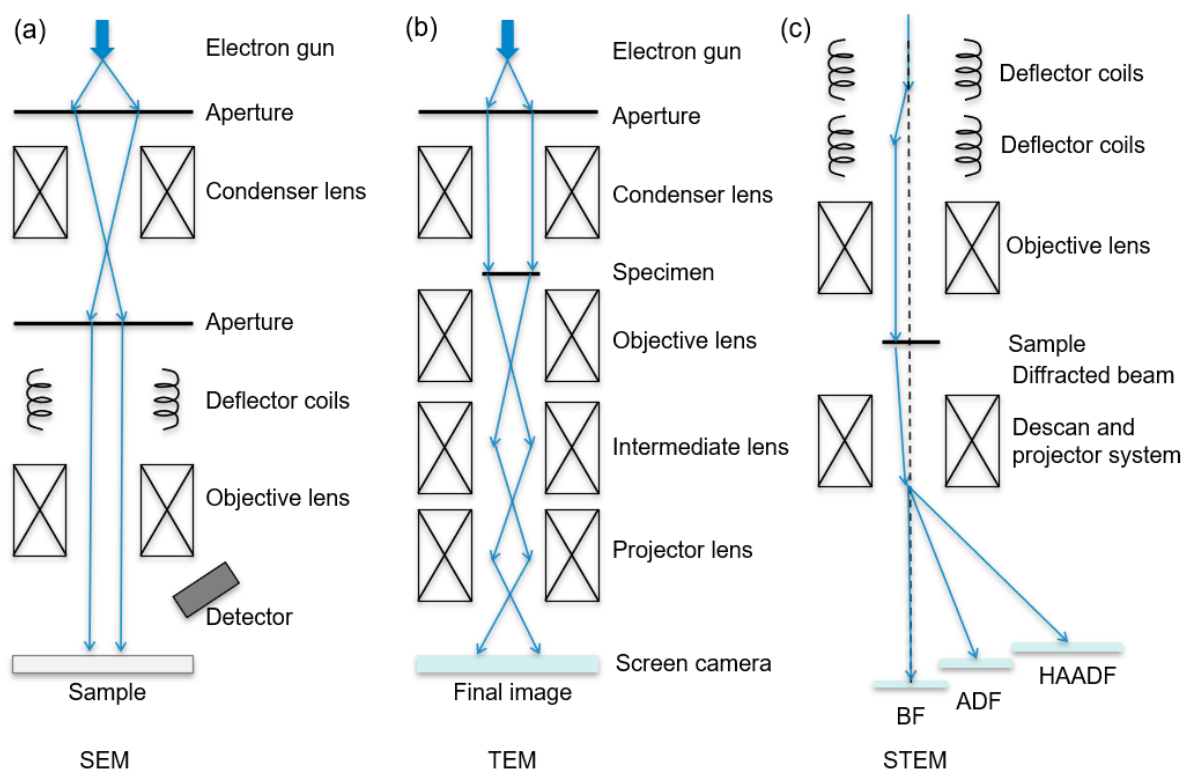 (a)
Electron gun
Aperture
Condenser lens
Aperture
Deflector coils
Objective lens
Detector
Sample
SEM
(b)
Electron gun
Aperture
Condenser lens
Specimen
Objective lens
Intermediate lens
Projector lens
Screen camera
Final image
TEM
(c)
Deflector coils
Deflector coils
Objective lens
Sample
Diffracted beam
Descan and
projector system
HAADF
ADF
BF
STEM